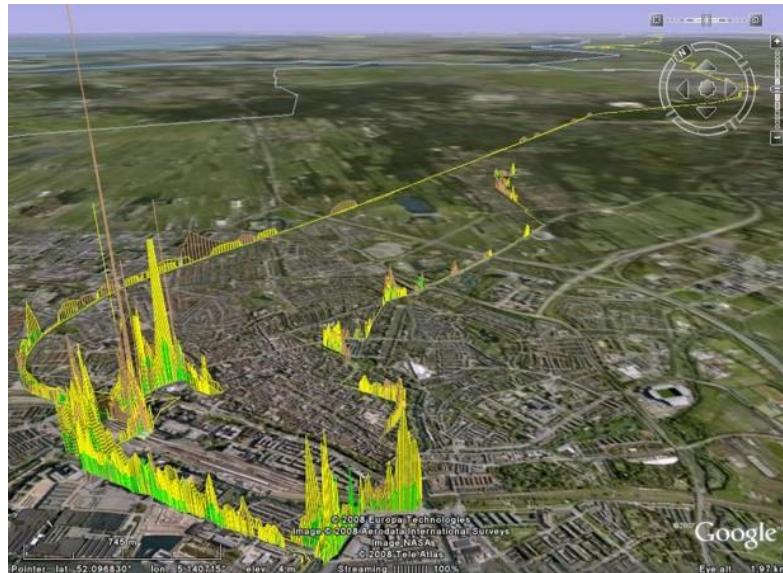 N
© 2008 Europa Technologies
Image © 2008 Aerodata International Surveys
Image NASA
© 2008 Tele Atlas
©2007 Google
745 m
Pointer lat 52.096830° lon 5.140715° elev 4 m Streaming |||||||||| 100% Eye alt 1.97 km